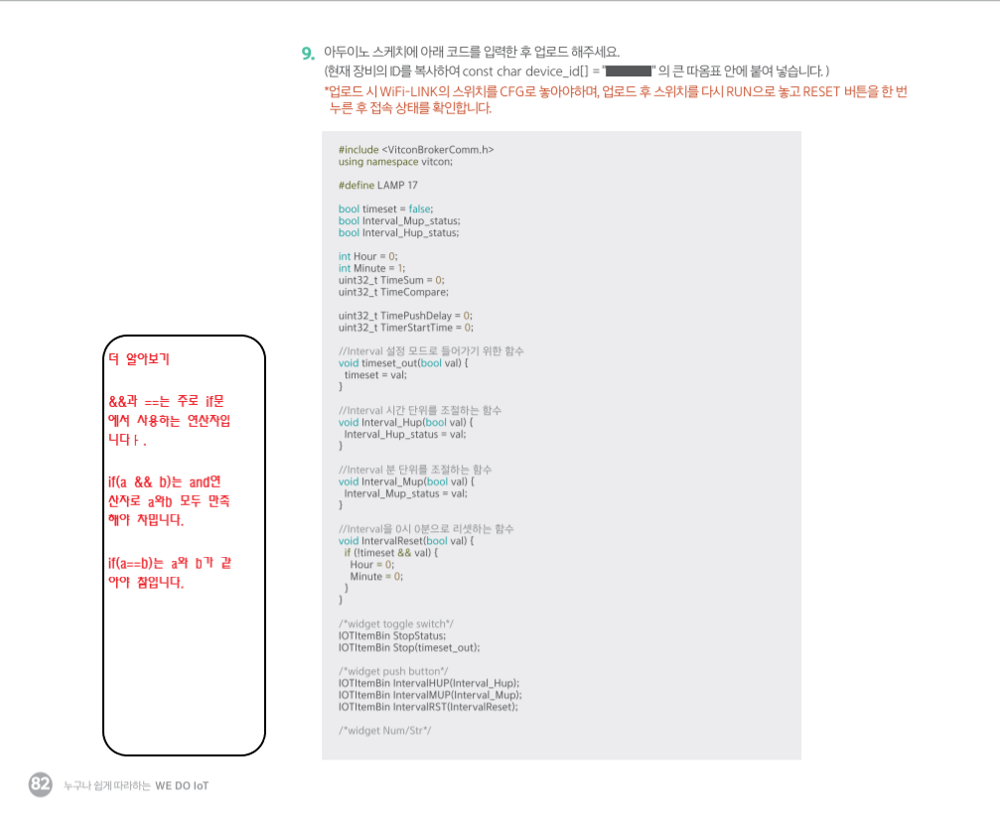 9. 아두이노 스케치에 아래 코드를 입력한 후 업로드 해주세요.
(현재 장비의 ID를 복사하여 const char device_id[] = "" 의 큰 따옴표 안에 붙여 넣습니다. )
*업로드 시 WiFi-LINK의 스위치를 CFG로 놓아야하며, 업로드 후 스위치를 다시 RUN으로 놓고 RESET 버튼을 한 번
누른 후 접속 상태를 확인합니다.
#include <VitconBrokerComm.h>
using namespace vitcon;
#define LAMP 17
bool timeset = false;
bool Interval_Mup_status;
bool Interval_Hup_status;
int Hour = 0;
int Minute = 1;
uint32_t TimeSum = 0;
uint32_t TimeCompare;
uint32_t TimePushDelay = 0;
uint32_t TimerStartTime = 0;
//Interval 설정 모드로 들어가기 위한 함수
void timeset_out(bool val) {
timeset = val;
}
//Interval 시간 단위를 조절하는 함수
void Interval_Hup(bool val) {
Interval_Hup_status = val;
}
//Interval 분 단위를 조절하는 함수
void Interval_Mup(bool val) {
Interval_Mup_status = val;
}
//Interval을 0시 0분으로 리셋하는 함수
void IntervalReset(bool val) {
if (!timeset && val) {
Hour = 0;
Minute = 0;
}
}
/*widget toggle switch*/
IOTItemBin StopStatus;
IOTItemBin Stop(timeset_out);
/*widget push button*/
IOTItemBin IntervalHUP(Interval_Hup);
IOTItemBin IntervalMUP(Interval_Mup);
IOTItemBin IntervalRST(IntervalReset);
/*widget Num/Str*/
더 알아보기
&&과 ==는 주로 if문
에서 사용하는 연산자입
니다ㅏ.
if(a && b)는 and연
산자로 a와b 모두 만족
해야 차밉니다.
if(a==b)는 a와 b가 같
아야 참입니다.
82 누구나 쉽게 따라하는 WE DO IoT